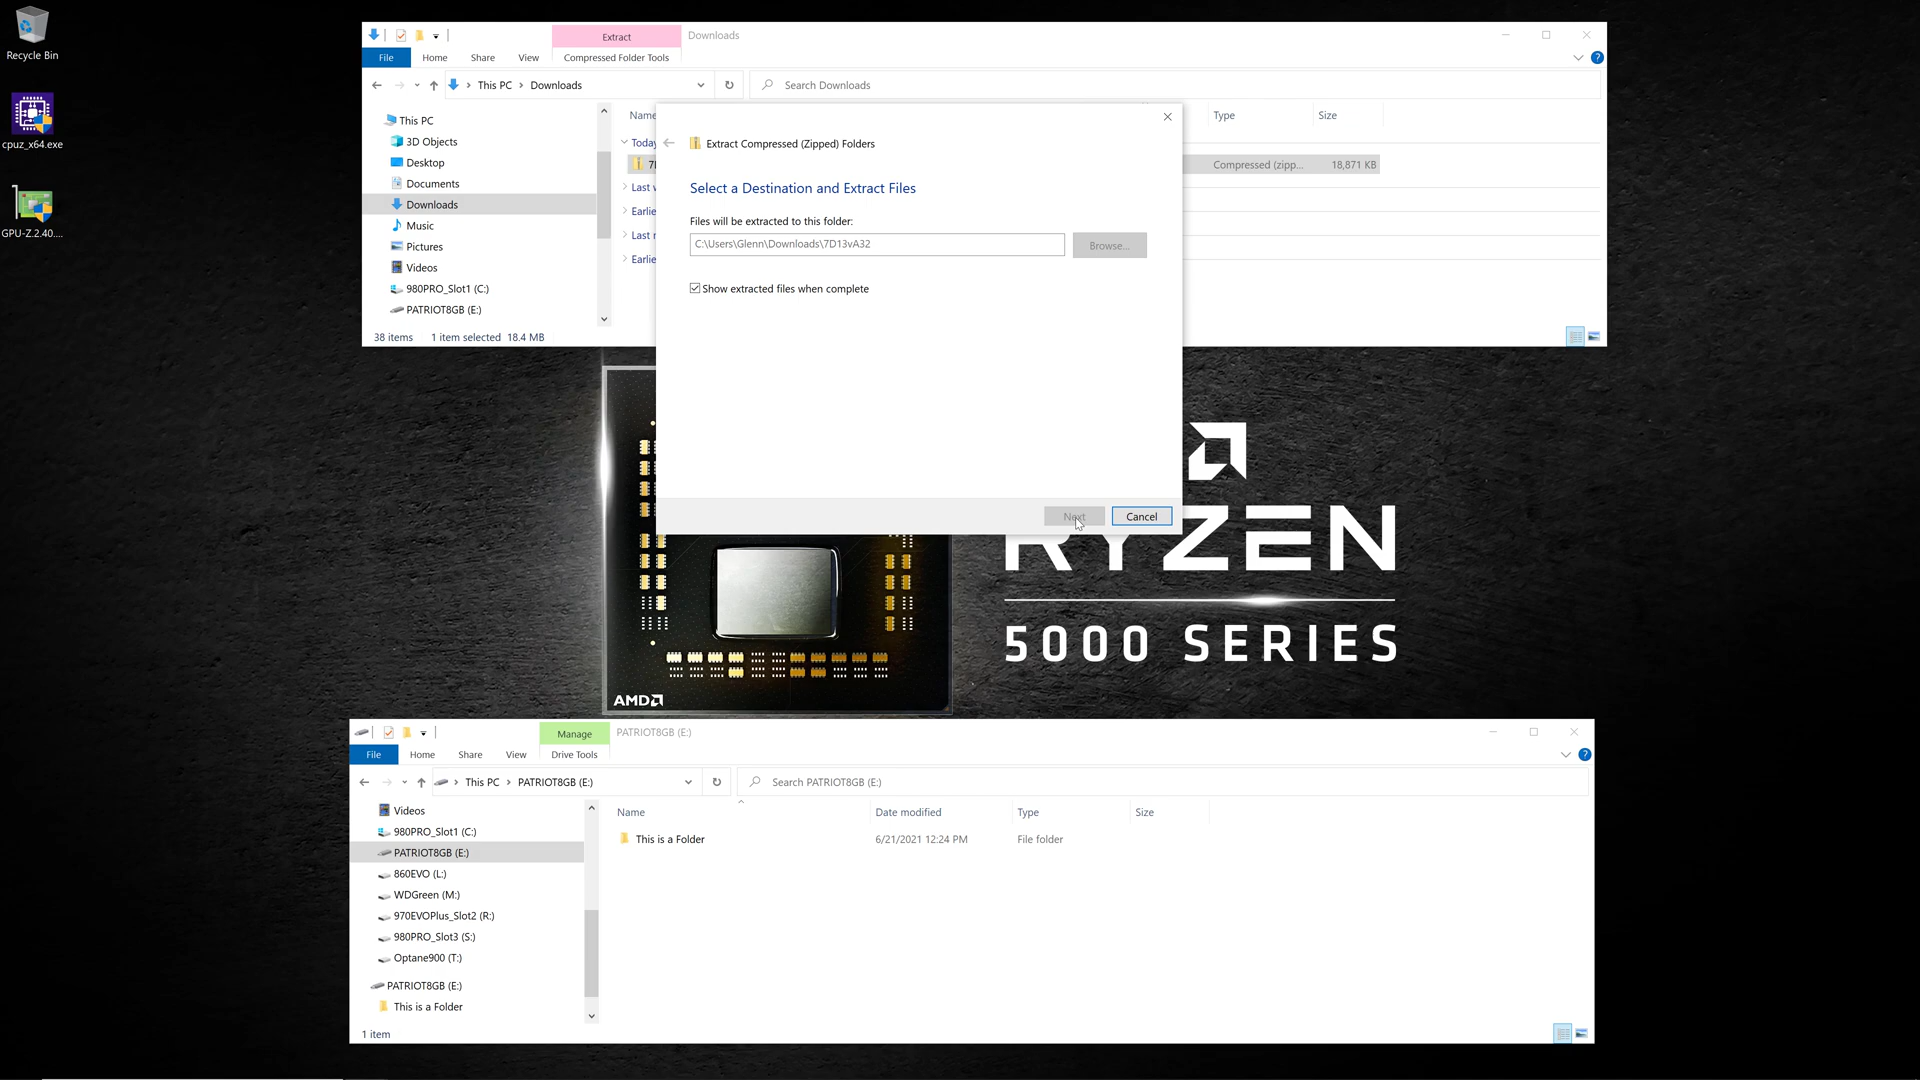 Recycle Bin
cpuz_x64.exe
GPU-Z.2.40....
Extract
Downloads
File
Home
Share
View
Compressed Folder Tools
This PC
Downloads
Search Downloads
This PC
3D Objects
Desktop
Documents
Downloads
Music
Pictures
Videos
980PRO_Slot1 (C:)
PATRIOT8GB (E:)
38 items
1 item selected
18.4 MB
Name
Type
Size
Today
Compressed (zipp...
18,871 KB
Last
Extract Compressed (Zipped) Folders
Select a Destination and Extract Files
Files will be extracted to this folder:
C:\Users\Glenn\Downloads\7D13vA32
Browse...
Show extracted files when complete
Next
Cancel
RYZEN
5000 SERIES
AMD
Manage
PATRIOT8GB (E:)
File
Home
Share
View
Drive Tools
This PC
PATRIOT8GB (E:)
Search PATRIOT8GB (E:)
Videos
980PRO_Slot1 (C:)
PATRIOT8GB (E:)
860EVO (L:)
WDGreen (M:)
970EVOPlus_Slot2 (R:)
980PRO_Slot3 (S:)
Optane900 (T:)
PATRIOT8GB (E:)
This is a Folder
Name
Date modified
Type
Size
This is a Folder
6/21/2021 12:24 PM
File folder
1 item